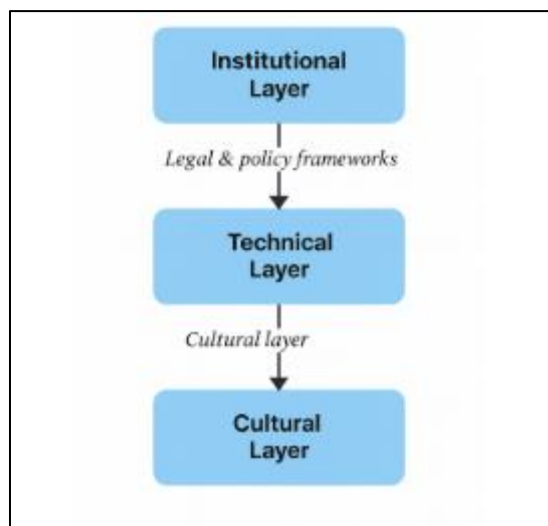 Institutional
Layer
Legal & policy frameworks
Technical
Layer
Cultural layer
Cultural
Layer